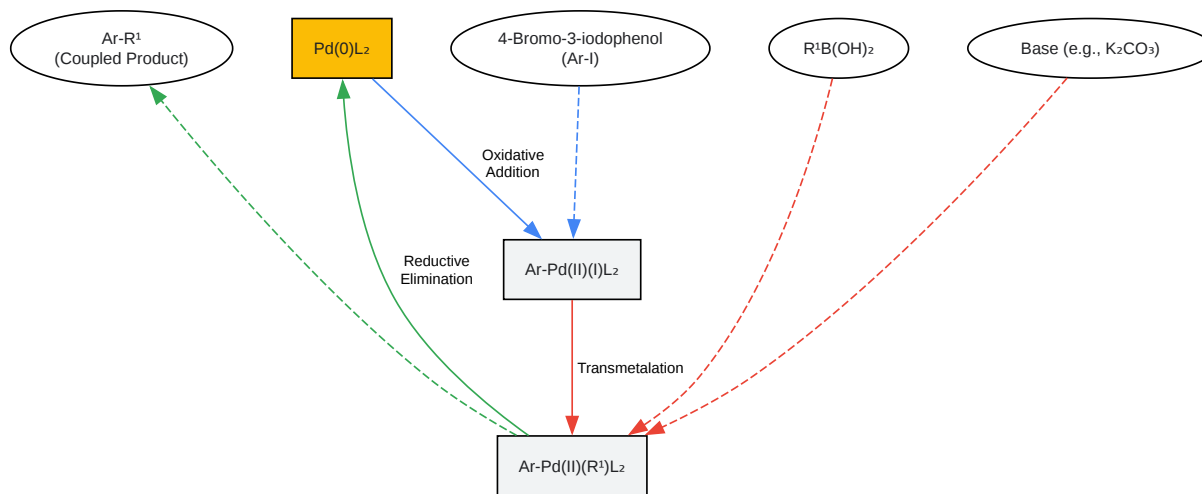 Ar-R¹
(Coupled Product)
Pd(0)L₂
4-Bromo-3-iodophenol
(Ar-I)
R¹B(OH)₂
Base (e.g., K₂CO₃)
Oxidative
Addition
Ar-Pd(II)(I)L₂
Reductive
Elimination
Transmetalation
Ar-Pd(II)(R¹)L₂